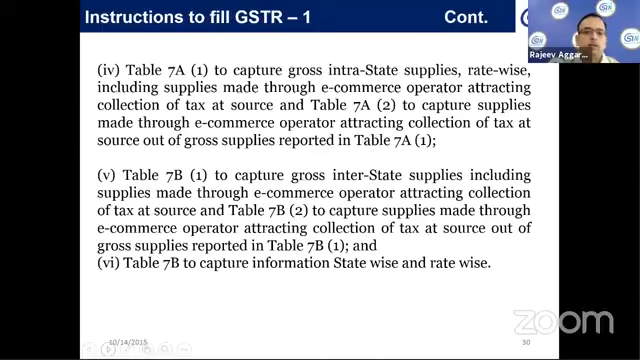 Instructions to fill GSTR – 1 Cont.
Rajeev Aggar...
(iv) Table 7A (1) to capture gross intra-State supplies, rate-wise,
including supplies made through e-commerce operator attracting
collection of tax at source and Table 7A (2) to capture supplies
made through e-commerce operator attracting collection of tax at
source out of gross supplies reported in Table 7A (1);
(v) Table 7B (1) to capture gross inter-State supplies including
supplies made through e-commerce operator attracting collection
of tax at source and Table 7B (2) to capture supplies made through
e-commerce operator attracting collection of tax at source out of
gross supplies reported in Table 7B (1); and
(vi) Table 7B to capture information State wise and rate wise.
zoom
10/14/2015
30